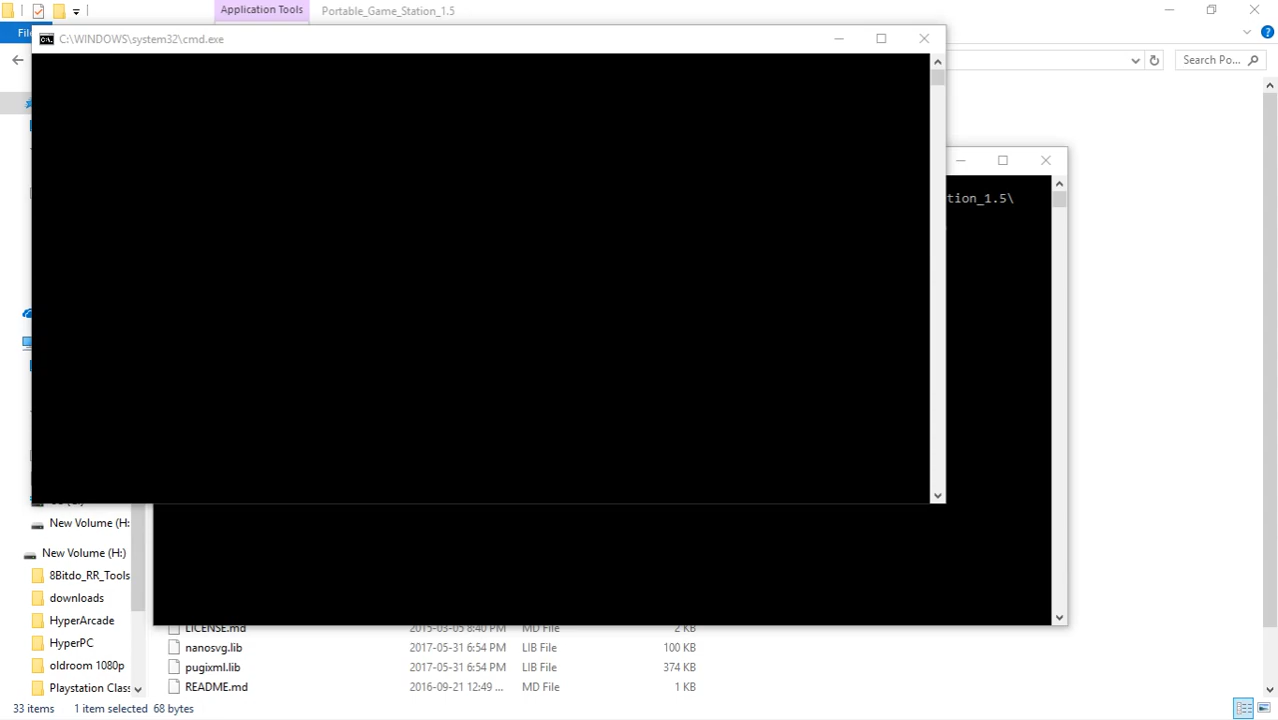 Application Tools
Portable_Game_Station_1.5
C:\WINDOWS\system32\cmd.exe
Search Po...
tion_1.5\
New Volume (H:
New Volume (H:)
8Bitdo_RR_Tools
downloads
HyperArcade
HyperPC
oldroom 1080p
Playstation Class
LICENSE.md 2015-03-05 8:40 PM MD File 2 KB
nanosvg.lib 2017-05-31 6:54 PM LIB File 100 KB
pugixml.lib 2017-05-31 6:54 PM LIB File 374 KB
README.md 2016-09-21 12:49 ... MD File 1 KB
33 items 1 item selected 68 bytes